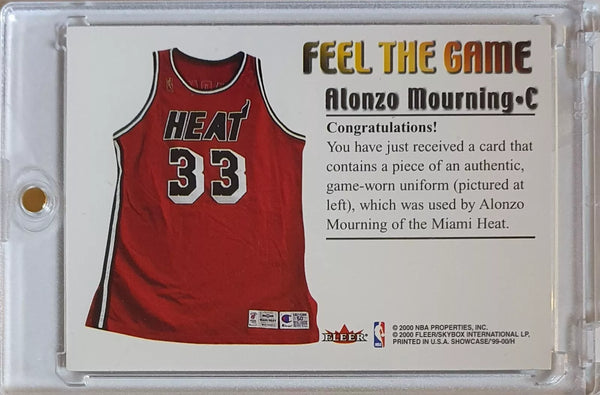 FEEL THE GAME
Alonzo Mourning•C
Congratulations!
You have just received a card that
contains a piece of an authentic,
game-worn uniform (pictured at
left), which was used by Alonzo
Mourning of the Miami Heat.
HEAT
33
FLEER
© 2000 NBA PROPERTIES, INC.
© 2000 FLEER/SKYBOX INTERNATIONAL LP,
PRINTED IN U.S.A. SHOWCASE/'99-00/H